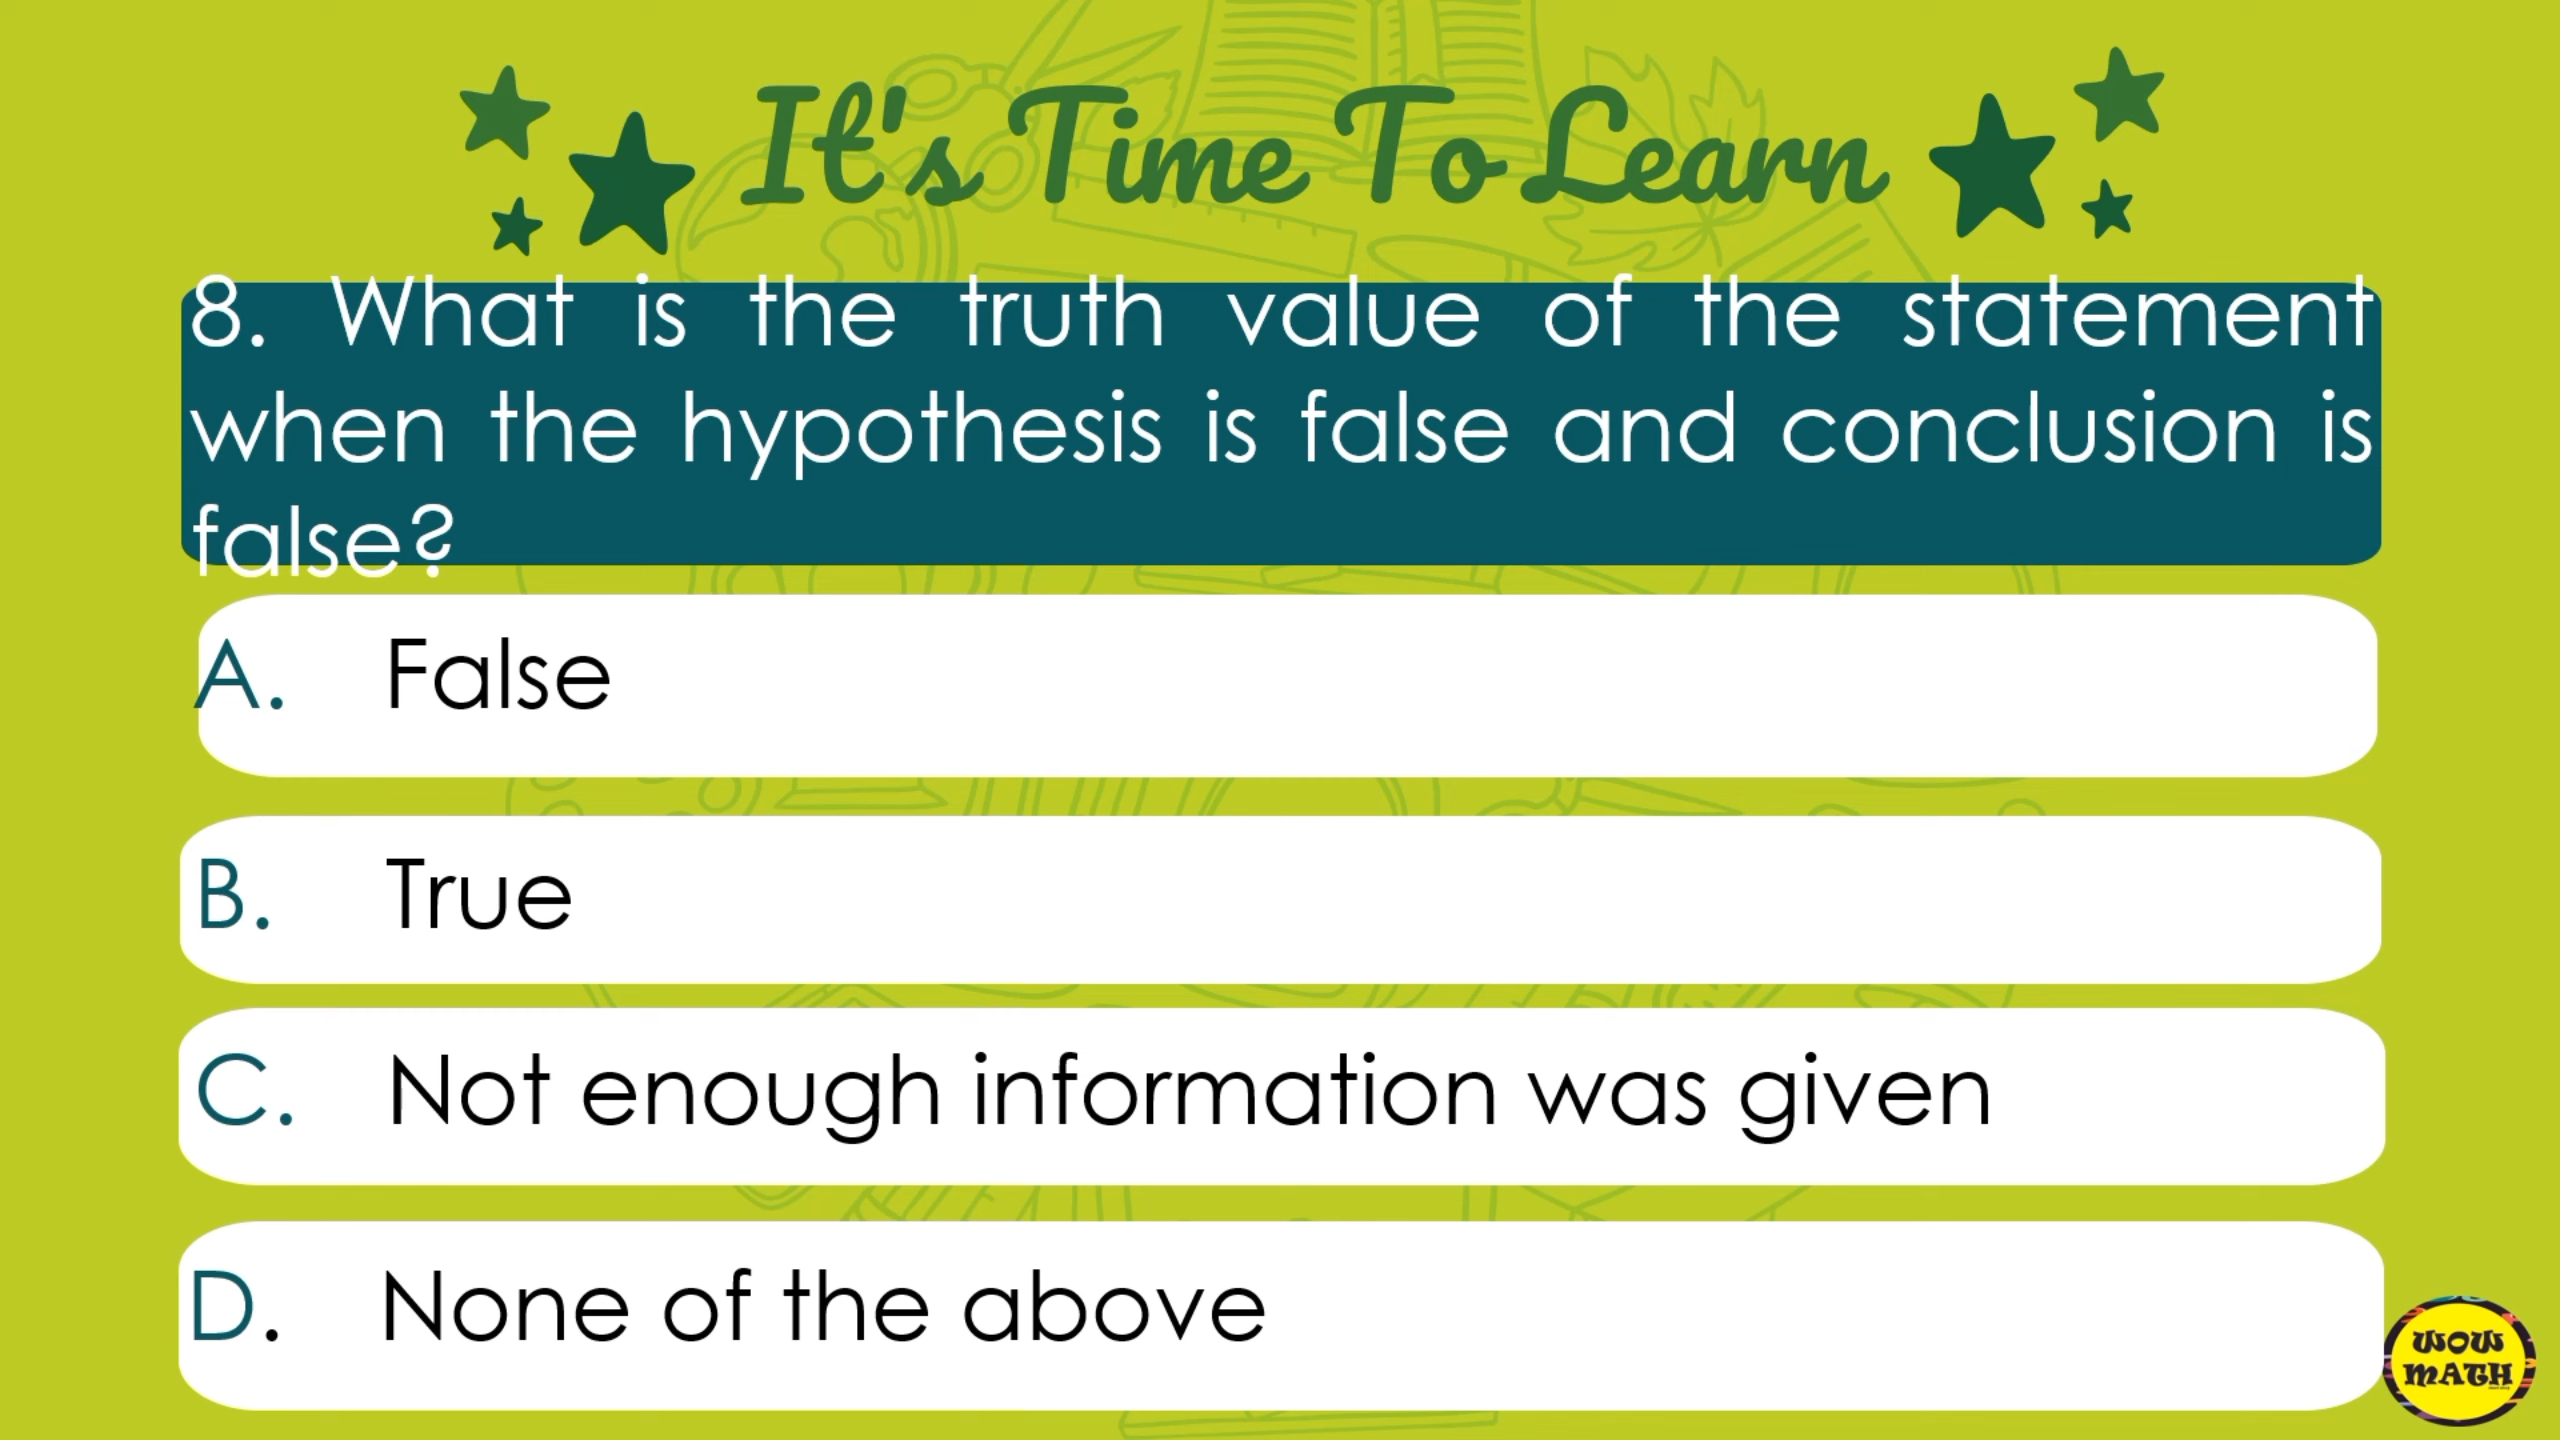 It's Time To Learn
8. What is the truth value of the statement
when the hypothesis is false and conclusion is
false?
A. False
B. True
C. Not enough information was given
D. None of the above
WOW
MATH